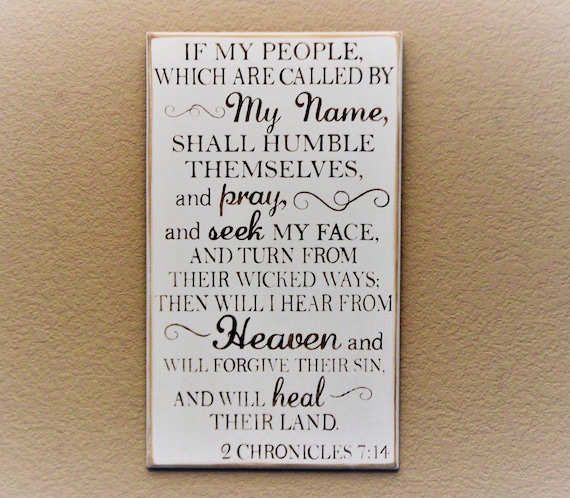 IF MY PEOPLE,
WHICH ARE CALLED BY
My Name,
SHALL HUMBLE
THEMSELVES,
and pray,
and seek MY FACE,
AND TURN FROM
THEIR WICKED WAYS;
THEN WILL I HEAR FROM
Heaven and
WILL FORGIVE THEIR SIN,
AND WILL heal
THEIR LAND.
2 CHRONICLES 7:14